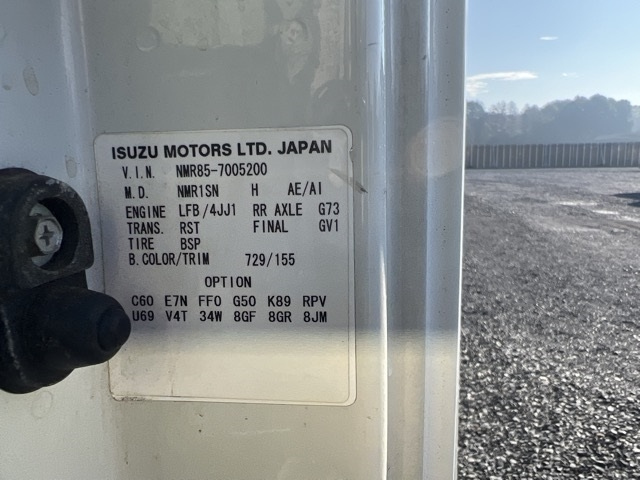 ISUZU MOTORS LTD. JAPAN
V.I.N. NMR85-7005200
M.D. NMR1SN H AE/AI
ENGINE LFB/4JJ1 RR AXLE G73
TRANS. RST FINAL GV1
TIRE BSP
B.COLOR/TRIM 729/155
OPTION
C60 E7N FF0 G50 K89 RPV
U69 V4T 34W 8GF 8GR 8JM